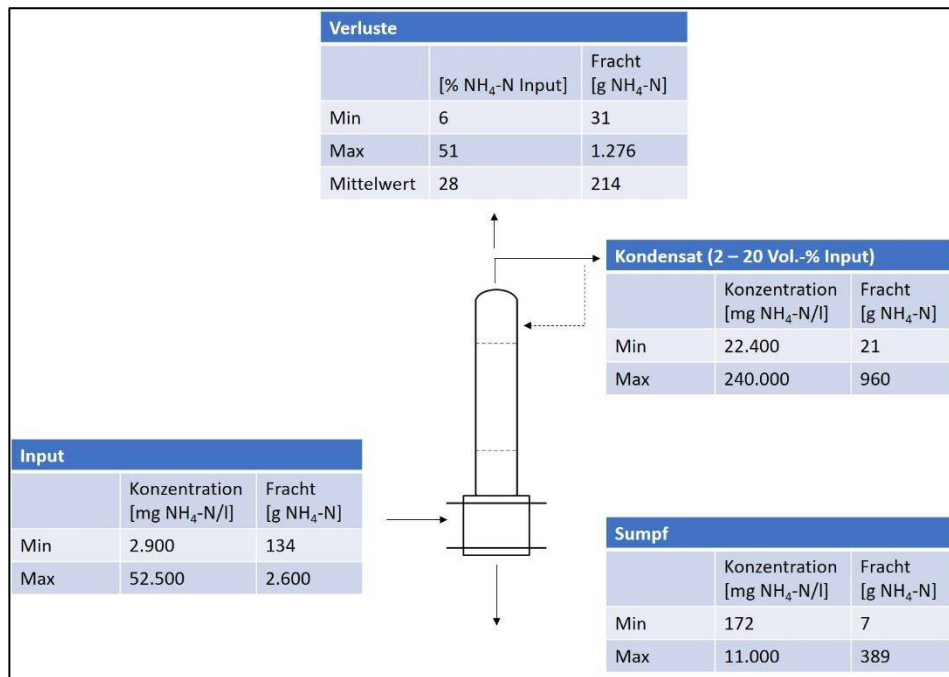 Verluste
[% NH₄-N Input] Fracht [g NH₄-N]
Min 6 31
Max 51 1.276
Mittelwert 28 214
Kondensat (2 – 20 Vol.-% Input)
Konzentration [mg NH₄-N/l] Fracht [g NH₄-N]
Min 22.400 21
Max 240.000 960
Input
Konzentration [mg NH₄-N/l] Fracht [g NH₄-N]
Min 2.900 134
Max 52.500 2.600
Sumpf
Konzentration [mg NH₄-N/l] Fracht [g NH₄-N]
Min 172 7
Max 11.000 389